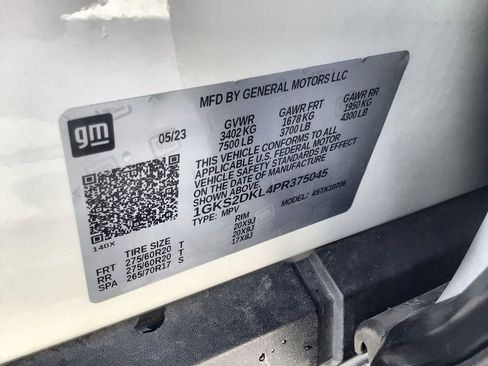 gm
MFD BY GENERAL MOTORS LLC
05/23 GVWR GAWR FRT GAWR RR
3402 KG 1678 KG 1950 KG
7500 LB 3700 LB 4300 LB
THIS VEHICLE CONFORMS TO ALL
APPLICABLE U.S. FEDERAL MOTOR
VEHICLE SAFETY STANDARDS IN EFFECT
ON THE DATE OF MANUFACTURE
SHOWN ABOVE.
1GKS2DKL4PR375045
TYPE: MPV MODEL: 4STK10706
140X
TIRE SIZE RIM
FRT 275/60R20 T 20X9J
RR 275/60R20 T 20X9J
SPA 265/70R17 S 17X8J